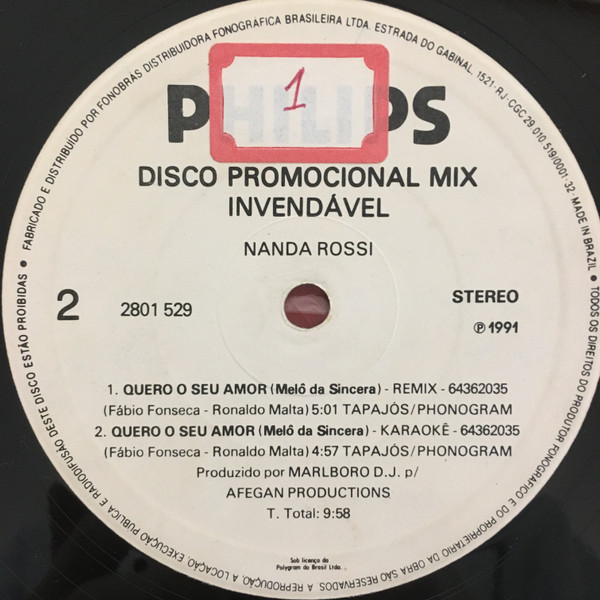 FABRICADO E DISTRIBUÍDO POR FONOBRAS DISTRIBUIDORA FONOGRÁFICA BRASILEIRA LTDA. ESTRADA DO GABINAL, 1521 - RJ - CGC 29.010.519/0001-32 - MADE IN BRAZIL • TODOS OS DIREITOS DO PRODUTOR FONOGRÁFICO E DO PROPRIETÁRIO DA OBRA SÃO RESERVADOS. A REPRODUÇÃO, A LOCAÇÃO, EXECUÇÃO PÚBLICA E RADIODIFUSÃO DESTE DISCO ESTÃO PROIBIDAS •
1
PHILIPS
DISCO PROMOCIONAL MIX
INVENDÁVEL
NANDA ROSSI
2
2801 529
STEREO
℗ 1991
1. QUERO O SEU AMOR (Melô da Sincera) - REMIX - 64362035
(Fábio Fonseca - Ronaldo Malta) 5:01 TAPAJÓS/PHONOGRAM
2. QUERO O SEU AMOR (Melô da Sincera) - KARAOKÊ - 64362035
(Fábio Fonseca - Ronaldo Malta) 4:57 TAPAJÓS/PHONOGRAM
Produzido por MARLBORO D.J. p/
AFEGAN PRODUCTIONS
T. Total: 9:58
Sob licença da
Polygram do Brasil Ltda..